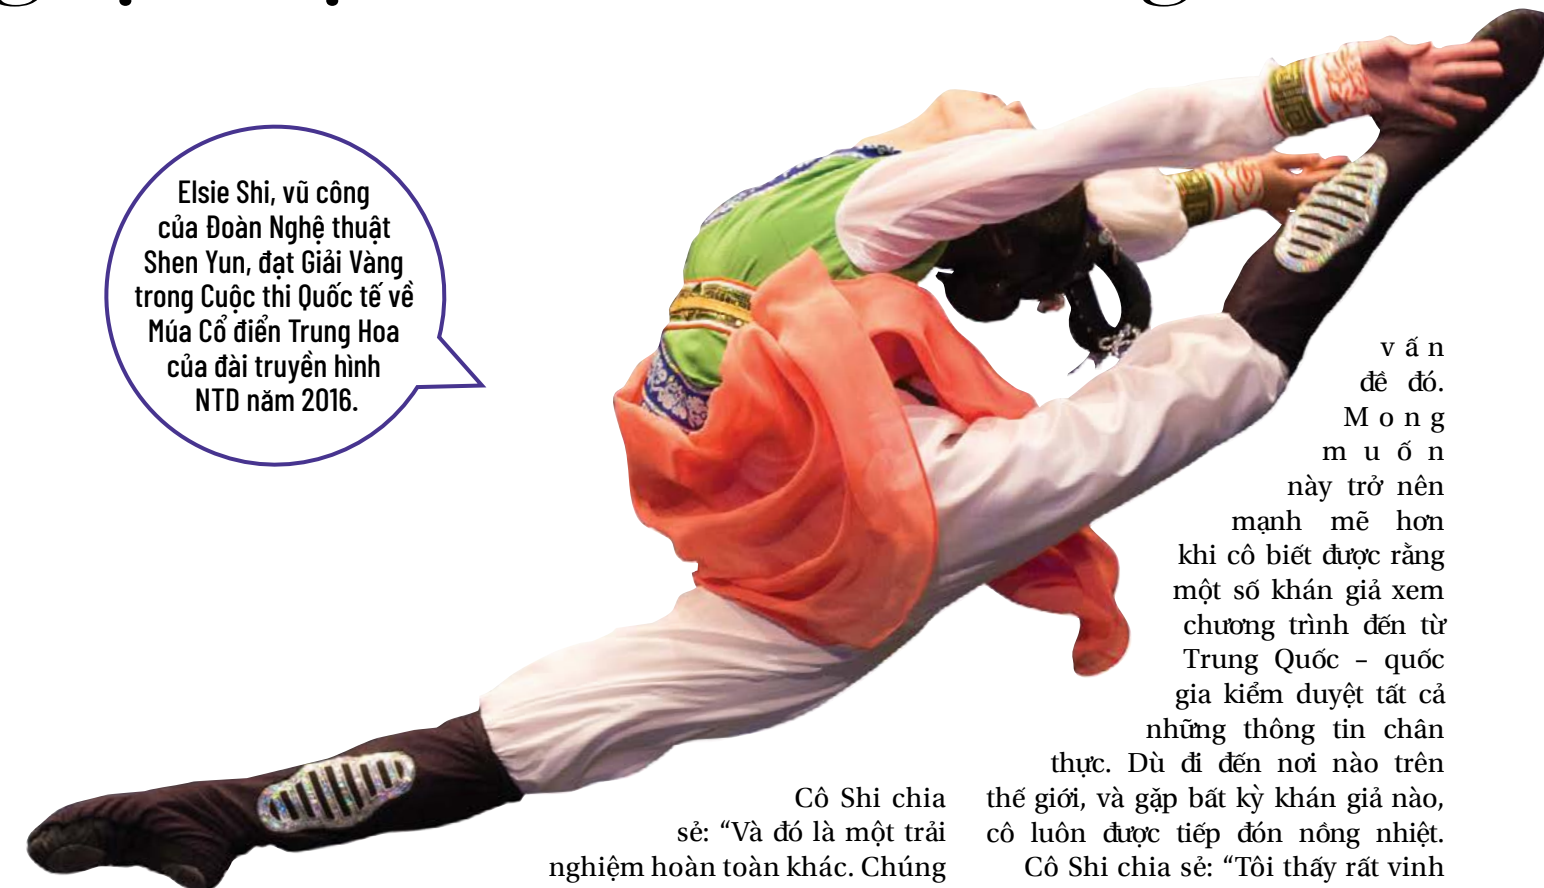 Elsie Shi, vũ công
của Đoàn Nghệ thuật
Shen Yun, đạt Giải Vàng
trong Cuộc thi Quốc tế về
Múa Cổ điển Trung Hoa
của đài truyền hình
NTD năm 2016.
Cô Shi chia
sẻ: “Và đó là một trải
nghiệm hoàn toàn khác. Chúng
vấn
đề đó.
Mong
muốn
này trở nên
mạnh mẽ hơn
khi cô biết được rằng
một số khán giả xem
chương trình đến từ
Trung Quốc – quốc
gia kiểm duyệt tất cả
những thông tin chân
thực. Dù đi đến nơi nào trên
thế giới, và gặp bất kỳ khán giả nào,
cô luôn được tiếp đón nồng nhiệt.
Cô Shi chia sẻ: “Tôi thấy rất vinh